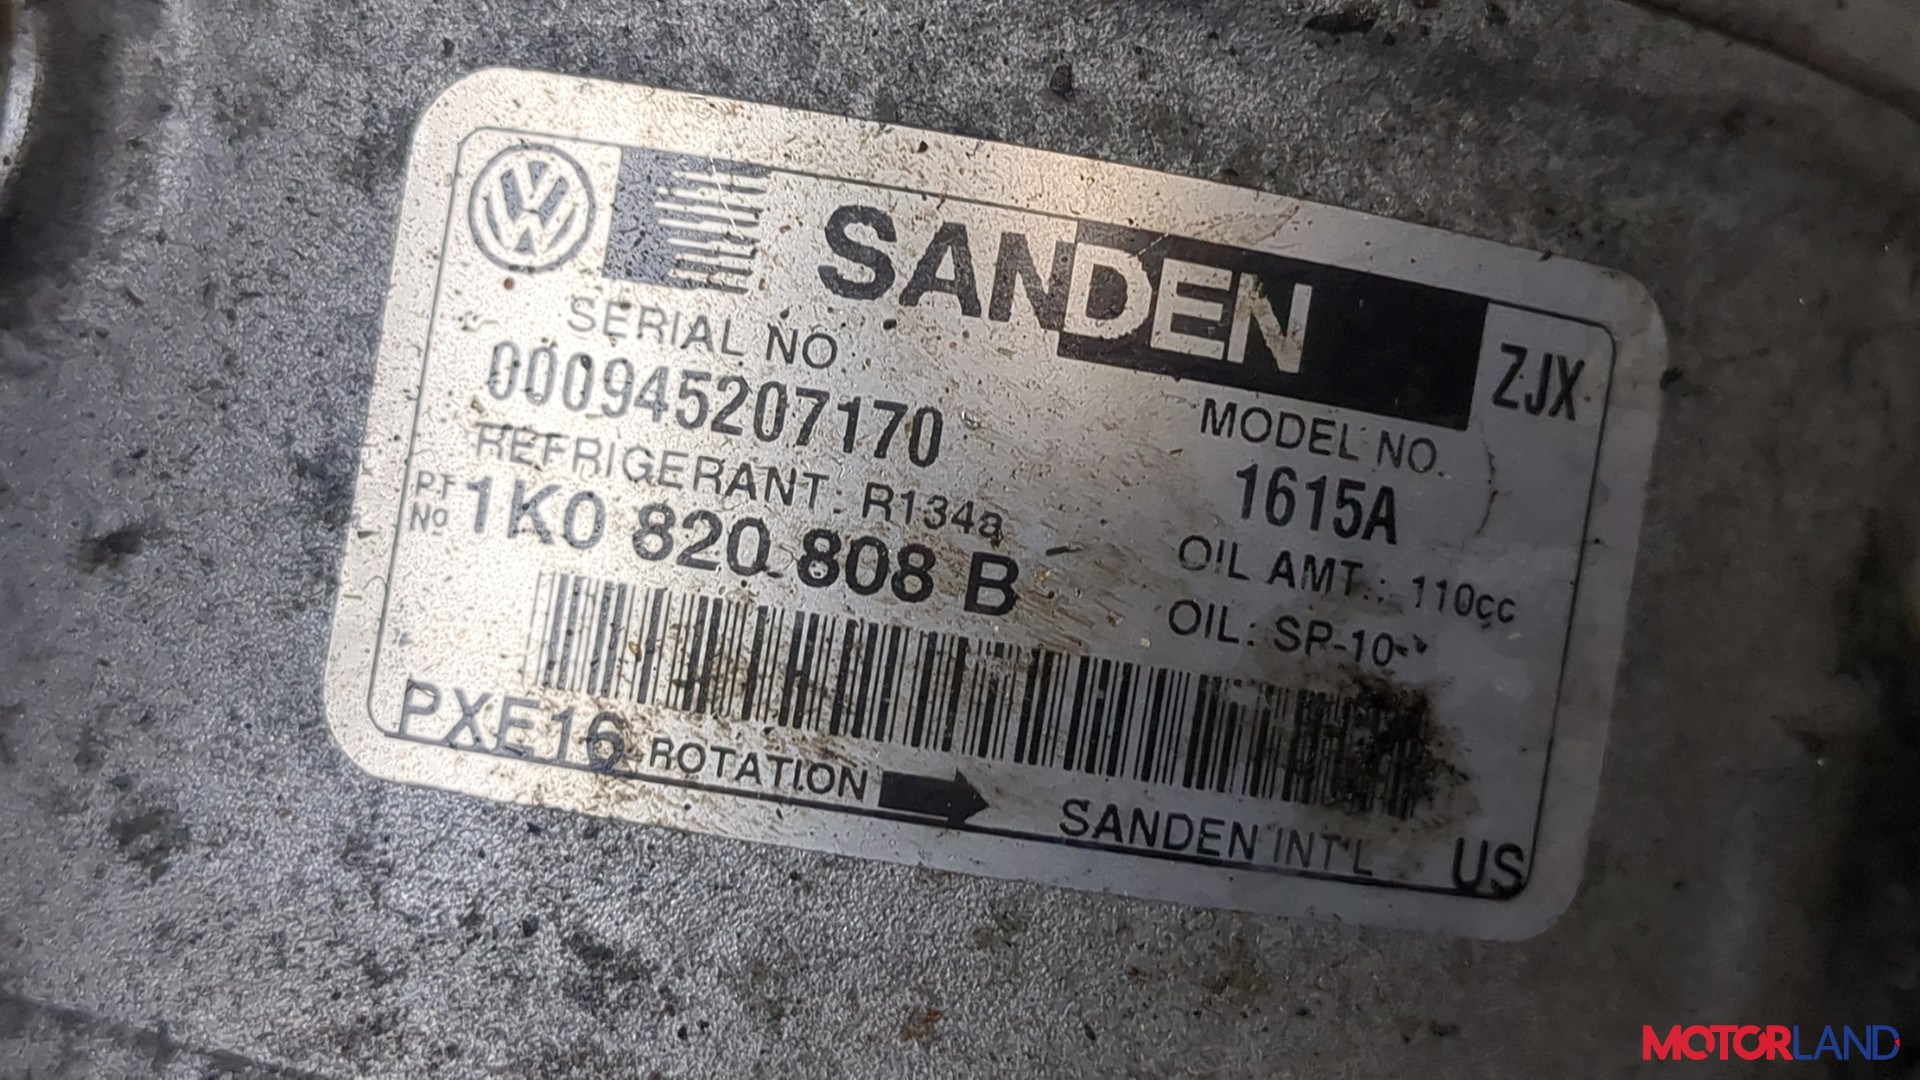 SANDEN
ZJX
SERIAL NO
000945207170
MODEL NO.
1615A
REFRIGERANT: R134a
PT NO 1K0 820 808 B
OIL AMT.: 110cc
OIL: SP-10
PXE16
ROTATION
SANDEN INT'L US
MOTORLAND